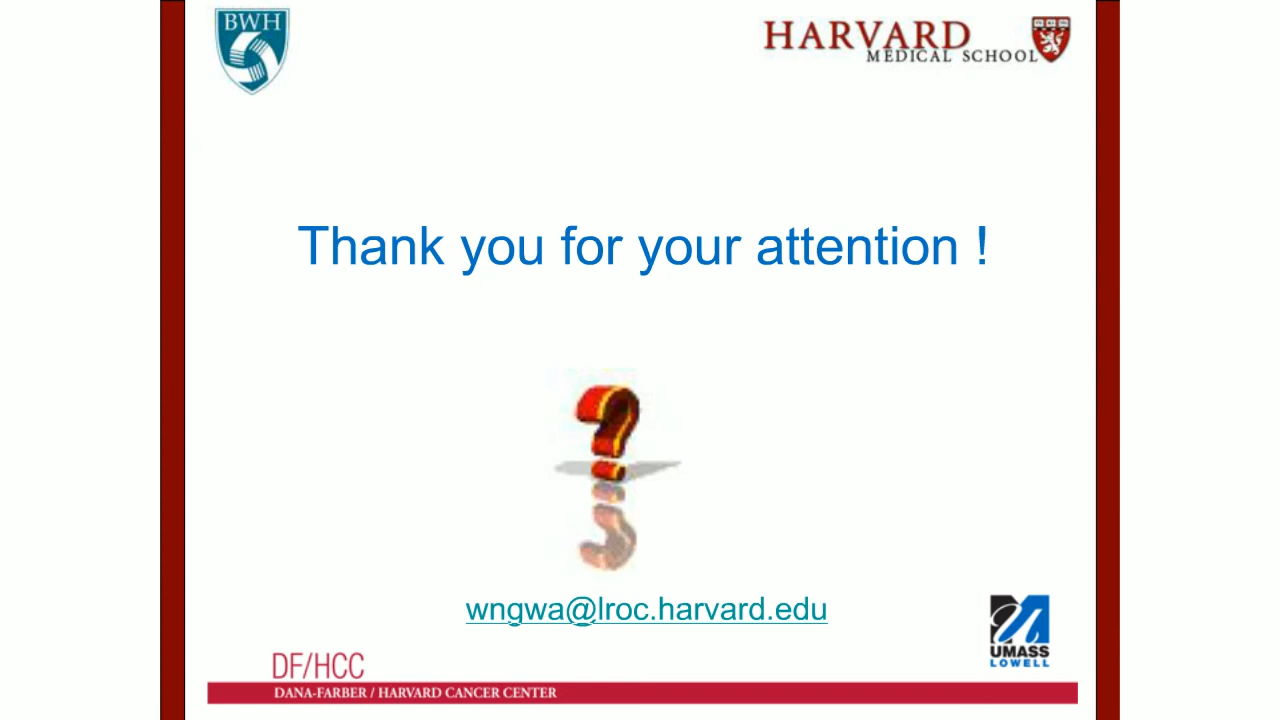 BWH
HARVARD
MEDICAL SCHOOL
Thank you for your attention !
?
wngwa@lroc.harvard.edu
UMASS
LOWELL
DF/HCC
DANA-FARBER / HARVARD CANCER CENTER